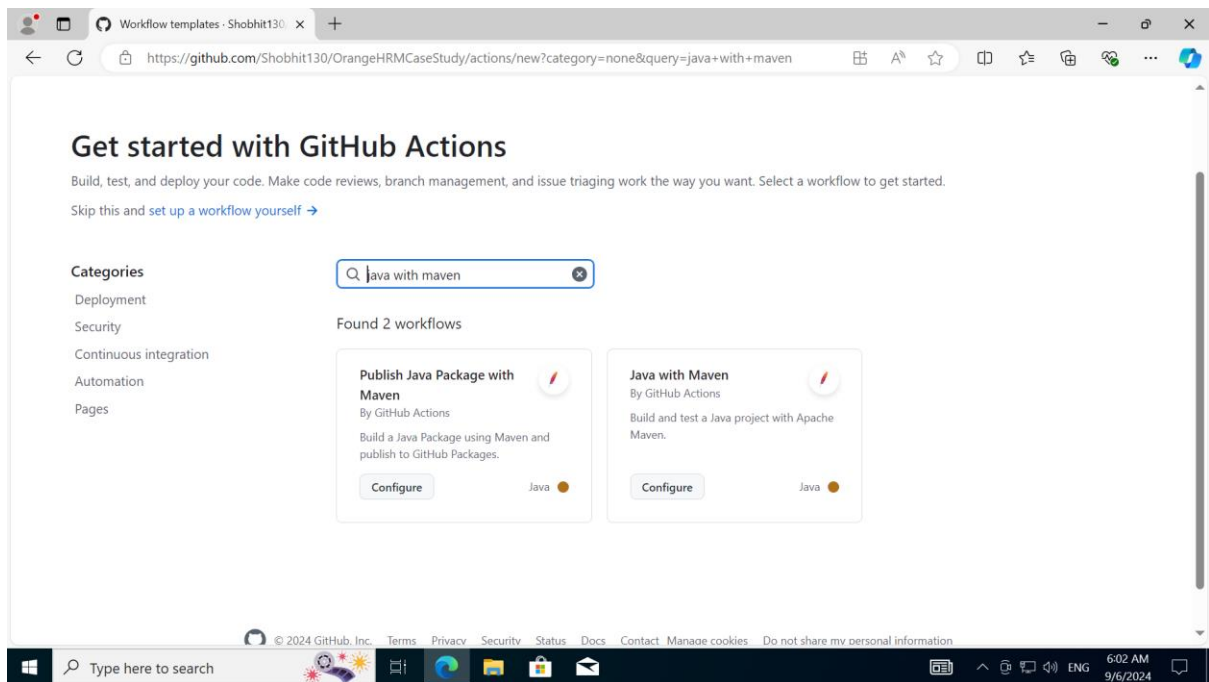 Workflow templates · Shobhit130
https://github.com/Shobhit130/OrangeHRMCaseStudy/actions/new?category=none&query=java+with+maven
Get started with GitHub Actions
Build, test, and deploy your code. Make code reviews, branch management, and issue triaging work the way you want. Select a workflow to get started.
Skip this and set up a workflow yourself →
Categories
Deployment
Security
Continuous integration
Automation
Pages
java with maven
Found 2 workflows
Publish Java Package with
Maven
By GitHub Actions
Build a Java Package using Maven and
publish to GitHub Packages.
Configure
Java
Java with Maven
By GitHub Actions
Build and test a Java project with Apache
Maven.
Configure
Java
© 2024 GitHub, Inc. Terms Privacy Security Status Docs Contact Manage cookies Do not share my personal information
Type here to search
ENG
6:02 AM
9/6/2024